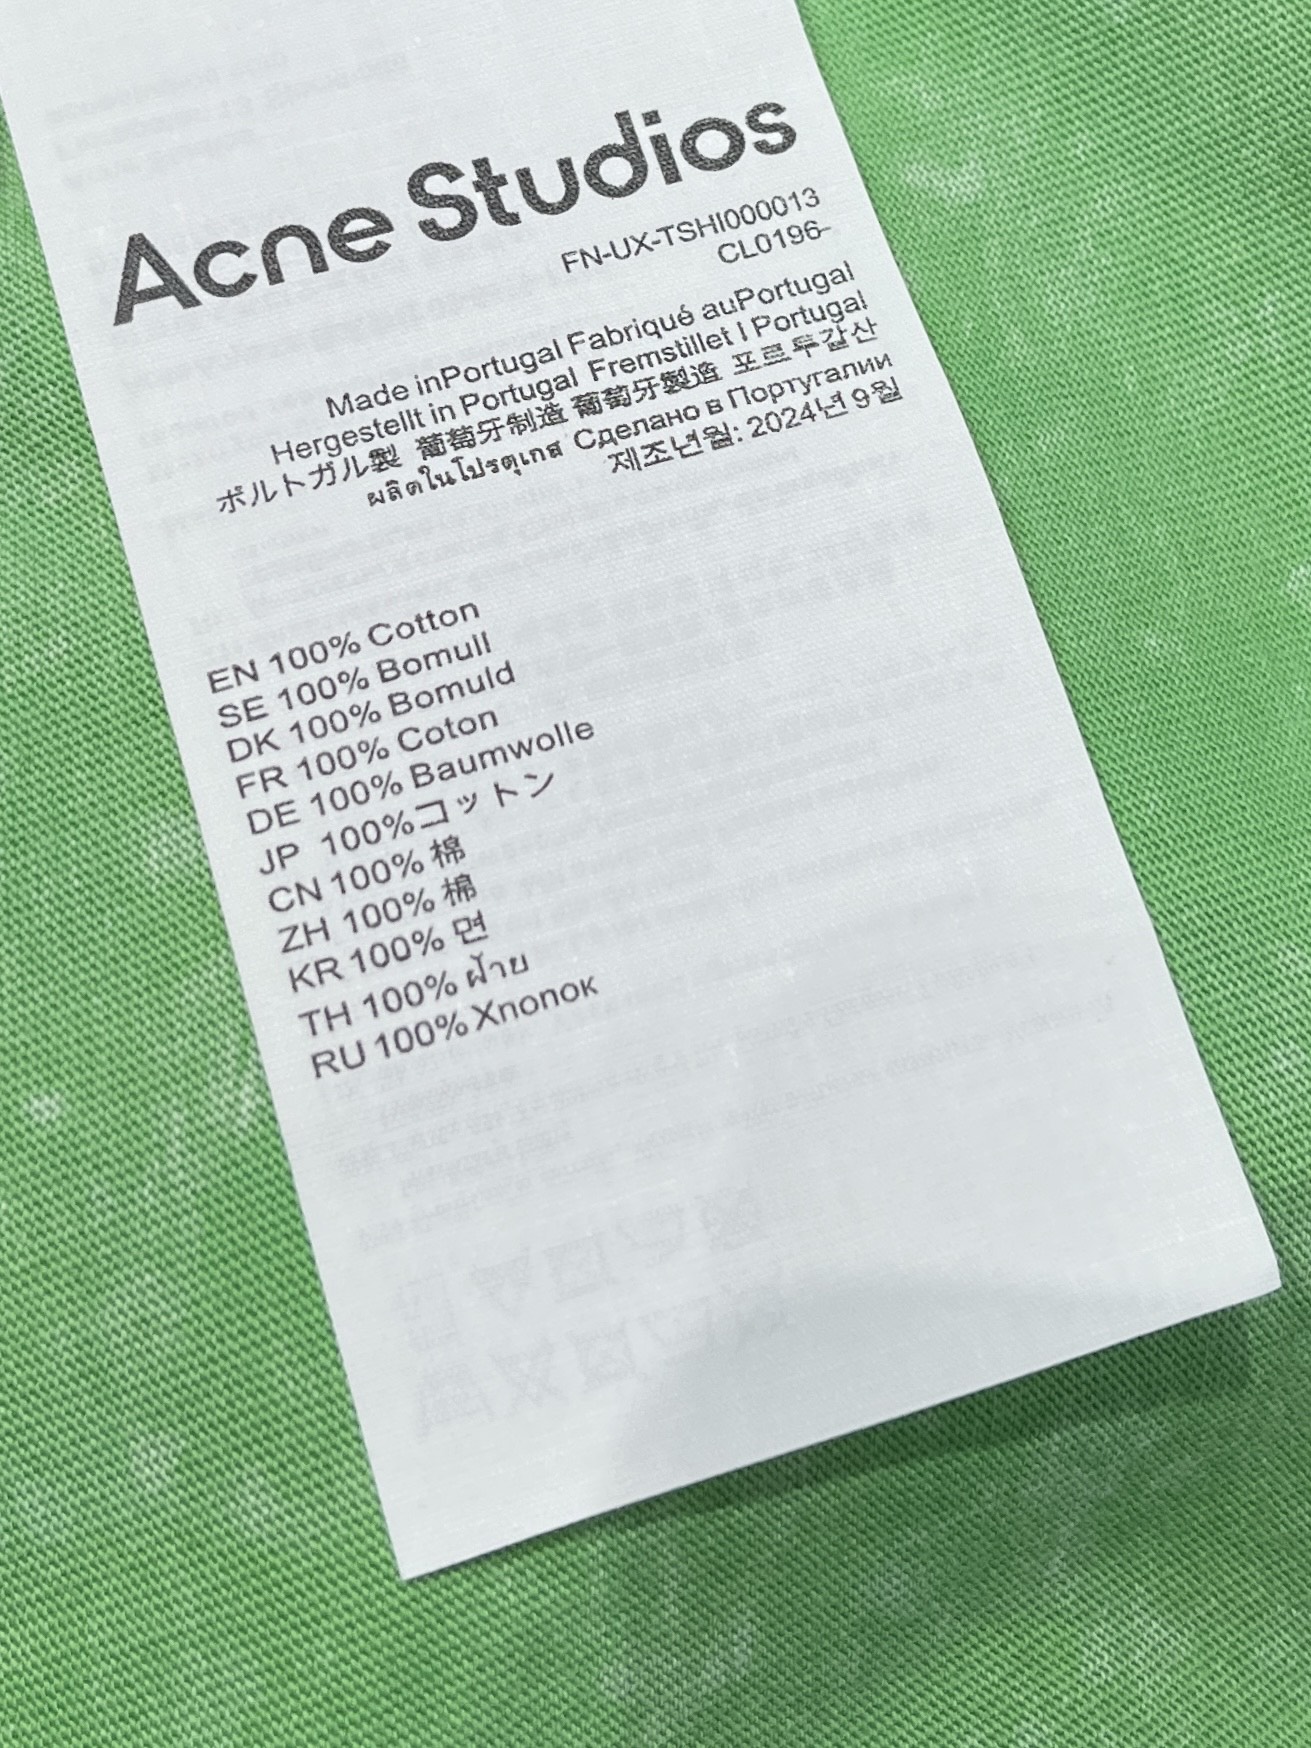 Acne Studios
FN-UX-TSHI000013
CL0196-
Made inPortugal Fabriqué auPortugal
Hergestellt in Portugal Fremstillet I Portugal
ポルトガル製 葡萄牙制造 葡萄牙製造 포르투갈산
ผลิตในโปรตุเกส Сделано в Португалии
제조년월: 2024년 9월
EN 100% Cotton
SE 100% Bomull
DK 100% Bomuld
FR 100% Coton
DE 100% Baumwolle
JP 100%コットン
CN 100% 棉
ZH 100% 棉
KR 100% 면
TH 100% ฝ้าย
RU 100% Хпопок